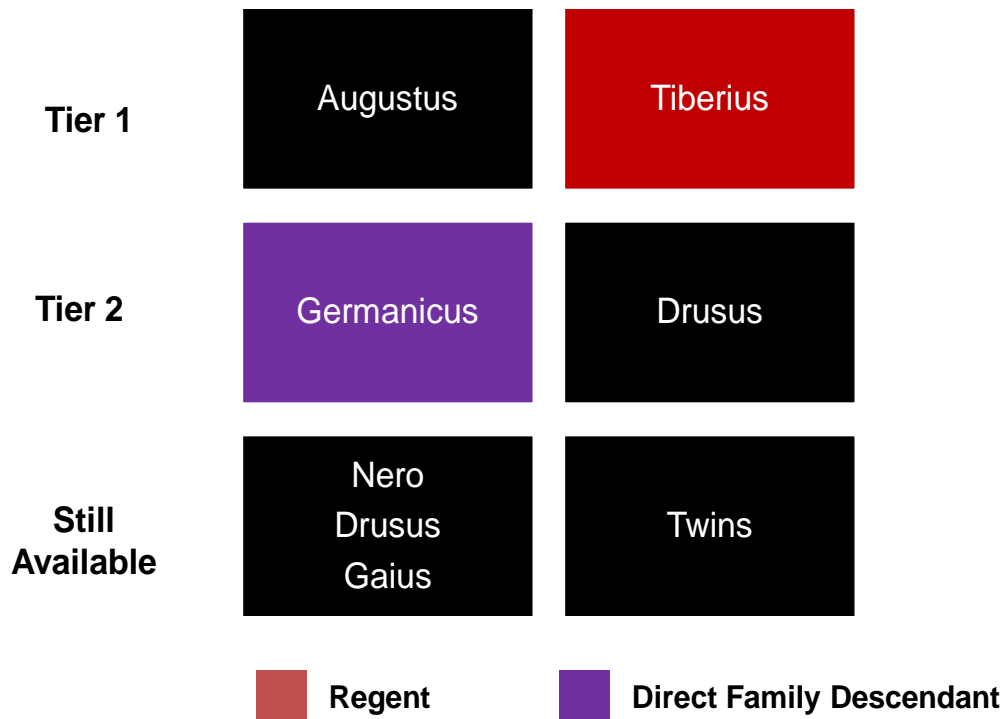 Tier 1
Augustus
Tiberius
Tier 2
Germanicus
Drusus
Still
Available
Nero
Drusus
Gaius
Twins
Regent
Direct Family Descendant